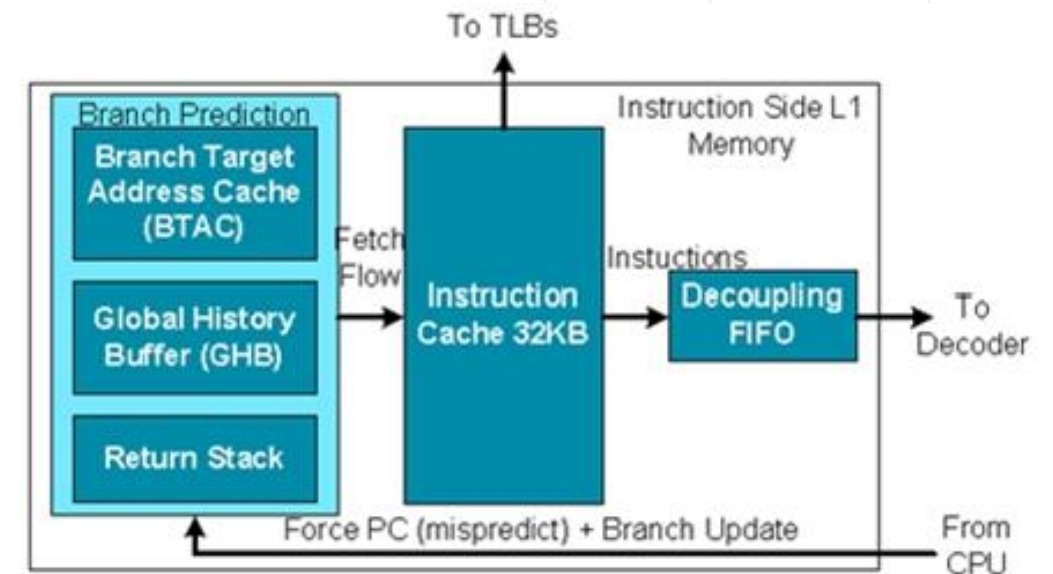 To TLBs
Instruction Side L1
Memory
Branch Prediction
Branch Target
Address Cache
(BTAC)
Global History
Buffer (GHB)
Return Stack
Fetch
Flow
Instruction
Cache 32KB
Instuctions
Decoupling
FIFO
To
Decoder
Force PC (mispredict) + Branch Update
From
CPU